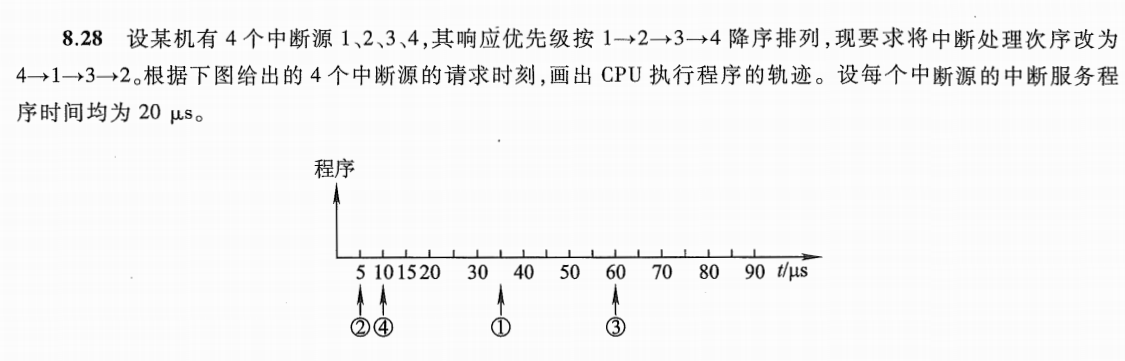 8.28 设某机有 4 个中断源 1、2、3、4,其响应优先级按 1→2→3→4 降序排列,现要求将中断处理次序改为
4→1→3→2。根据下图给出的 4 个中断源的请求时刻,画出 CPU 执行程序的轨迹。设每个中断源的中断服务程
序时间均为 20 μs。
程序
5 10 15 20 30 40 50 60 70 80 90 t/μs
② ④ ① ③